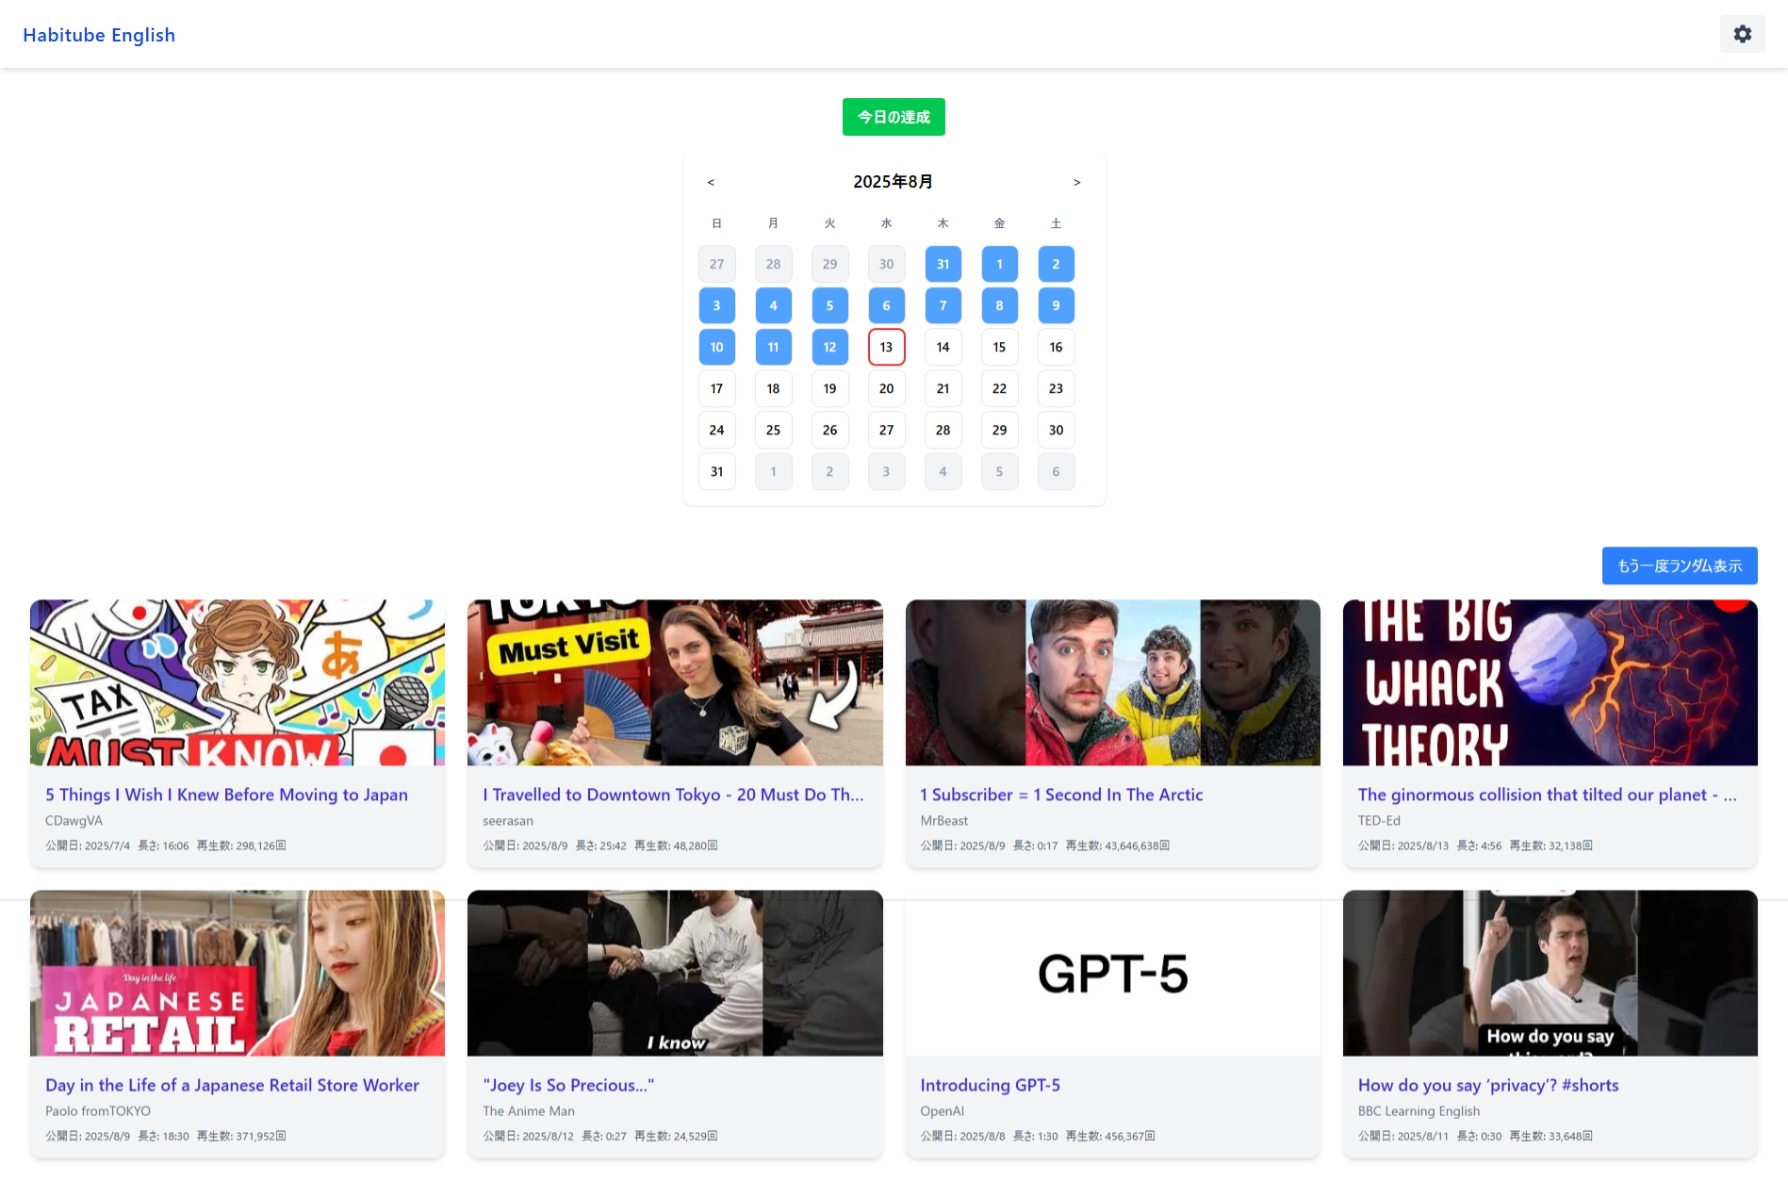 Habitube English
今日の達成
< 2025年8月 >
日 月 火 水 木 金 土
27 28 29 30 31 1 2
3 4 5 6 7 8 9
10 11 12 13 14 15 16
17 18 19 20 21 22 23
24 25 26 27 28 29 30
31 1 2 3 4 5 6
もう一度ランダム表示
TAX
MUST KNOW
あ
TOKYO
Must Visit
THE BIG
WHACK
THEORY
5 Things I Wish I Knew Before Moving to Japan
CDawgVA
公開日: 2025/7/4 長さ: 16:06 再生数: 298,126回
I Travelled to Downtown Tokyo - 20 Must Do Th...
seerasan
公開日: 2025/8/9 長さ: 25:42 再生数: 48,280回
1 Subscriber = 1 Second In The Arctic
MrBeast
公開日: 2025/8/9 長さ: 0:17 再生数: 43,646,638回
The ginormous collision that tilted our planet - ...
TED-Ed
公開日: 2025/8/13 長さ: 4:56 再生数: 32,138回
Day in the life
JAPANESE
RETAIL
I know
GPT-5
How do you say
Day in the Life of a Japanese Retail Store Worker
Paolo fromTOKYO
公開日: 2025/8/9 長さ: 18:30 再生数: 371,952回
"Joey Is So Precious..."
The Anime Man
公開日: 2025/8/12 長さ: 0:27 再生数: 24,529回
Introducing GPT-5
OpenAI
公開日: 2025/8/8 長さ: 1:30 再生数: 456,367回
How do you say ‘privacy’? #shorts
BBC Learning English
公開日: 2025/8/11 長さ: 0:30 再生数: 33,648回